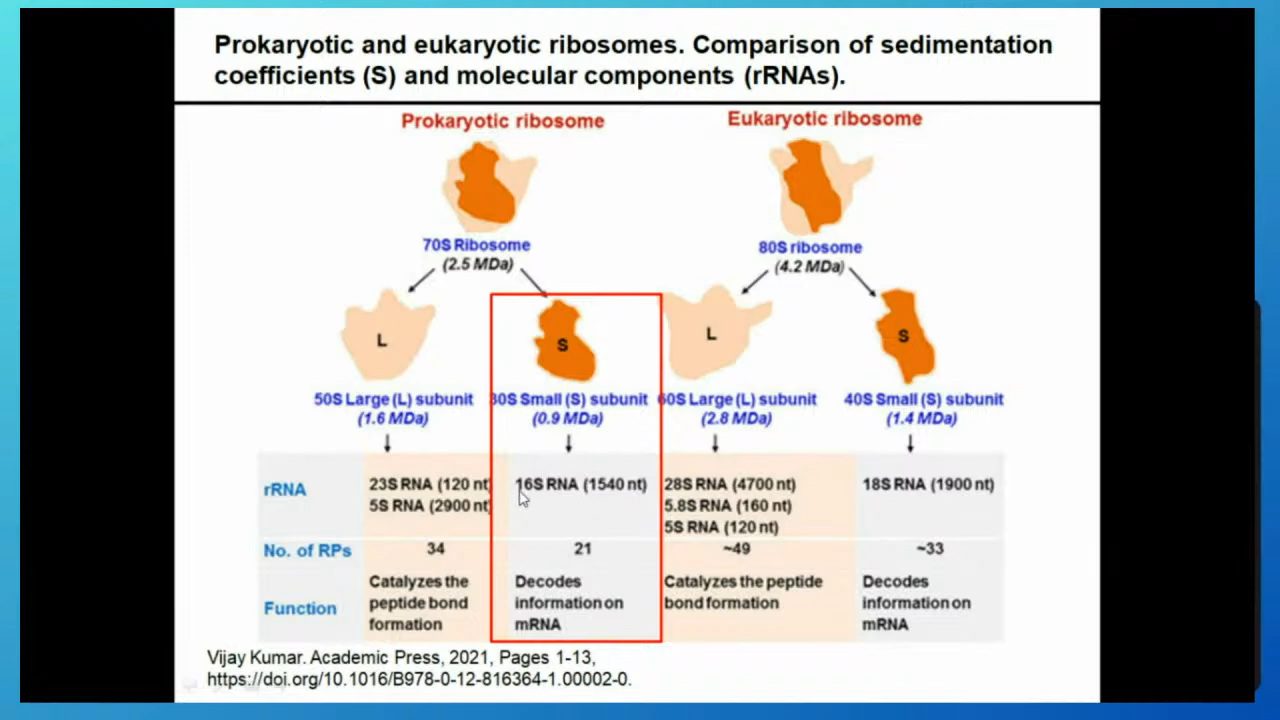 Prokaryotic and eukaryotic ribosomes. Comparison of sedimentation
coefficients (S) and molecular components (rRNAs).
Prokaryotic ribosome
Eukaryotic ribosome
70S Ribosome
(2.5 MDa)
80S ribosome
(4.2 MDa)
L
S
L
S
50S Large (L) subunit
(1.6 MDa)
30S Small (S) subunit
(0.9 MDa)
60S Large (L) subunit
(2.8 MDa)
40S Small (S) subunit
(1.4 MDa)
rRNA
23S RNA (120 nt)
5S RNA (2900 nt)
16S RNA (1540 nt)
28S RNA (4700 nt)
5.8S RNA (160 nt)
5S RNA (120 nt)
18S RNA (1900 nt)
No. of RPs
34
21
~49
~33
Function
Catalyzes the
peptide bond
formation
Decodes
information on
mRNA
Catalyzes the peptide
bond formation
Decodes
information on
mRNA
Vijay Kumar. Academic Press, 2021, Pages 1-13,
https://doi.org/10.1016/B978-0-12-816364-1.00002-0.